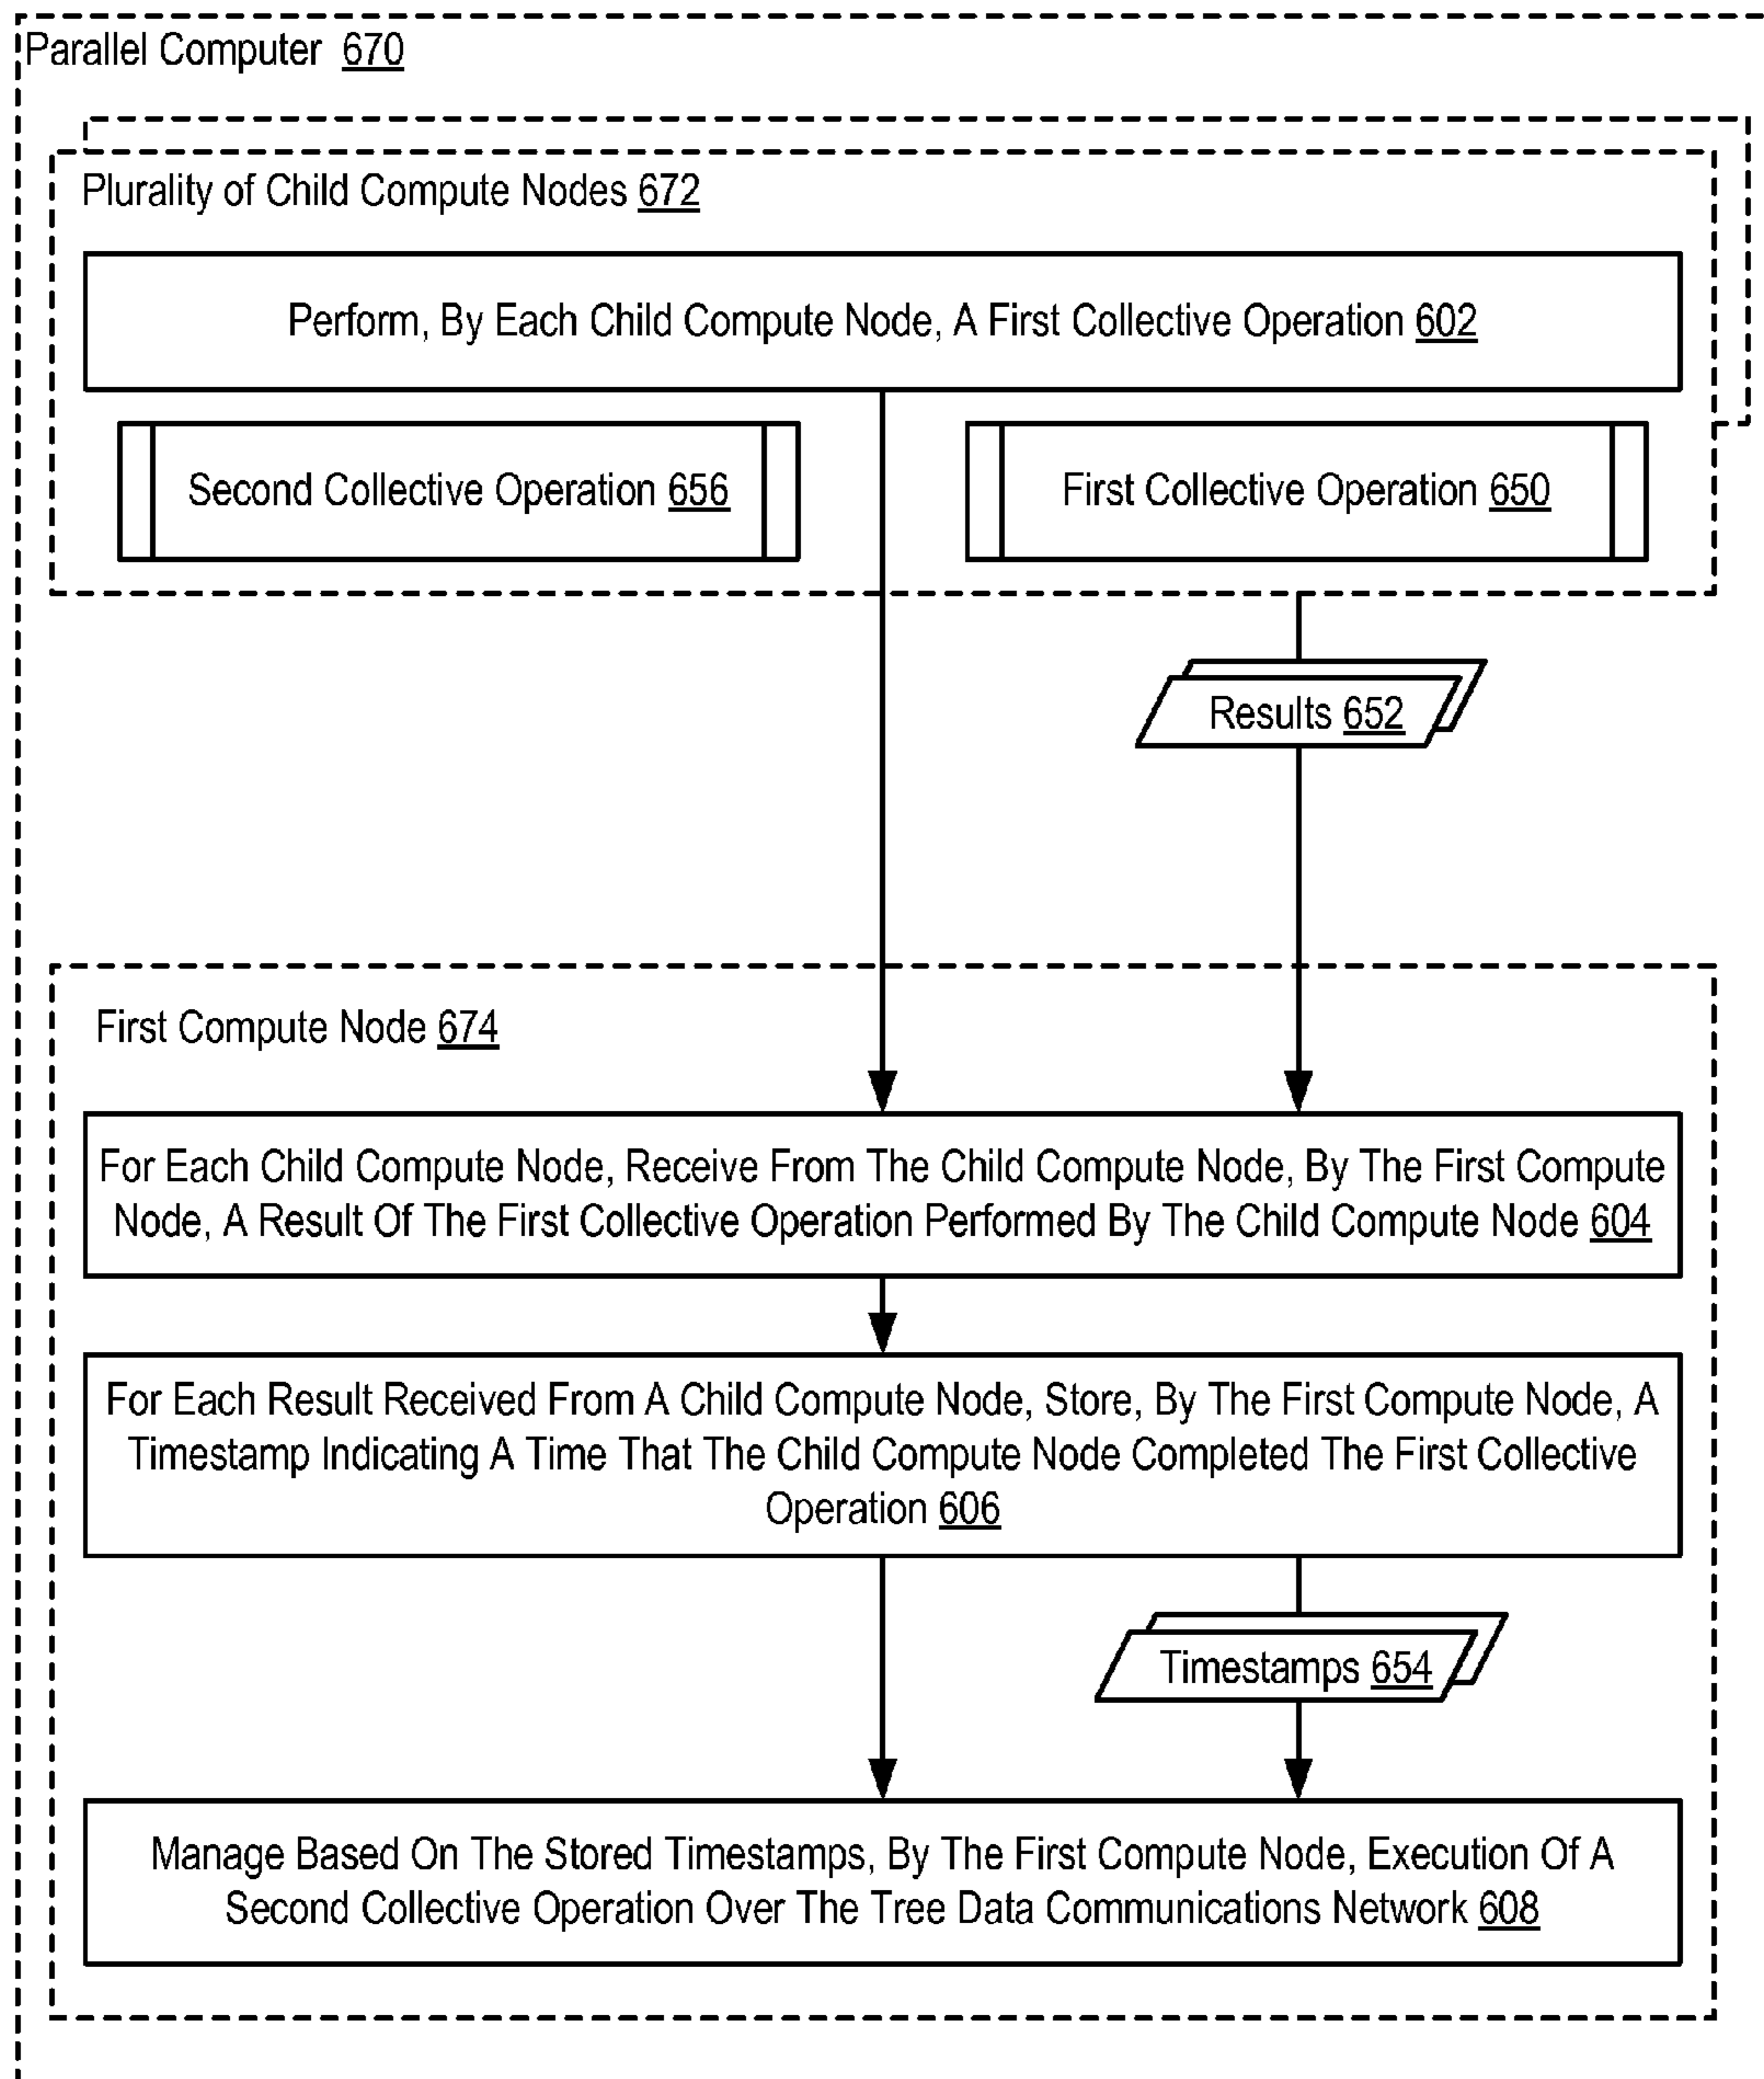 Parallel Computer 670
Plurality of Child Compute Nodes 672
Perform, By Each Child Compute Node, A First Collective Operation 602
Second Collective Operation 656
First Collective Operation 650
Results 652
First Compute Node 674
For Each Child Compute Node, Receive From The Child Compute Node, By The First Compute
Node, A Result Of The First Collective Operation Performed By The Child Compute Node 604
For Each Result Received From A Child Compute Node, Store, By The First Compute Node, A
Timestamp Indicating A Time That The Child Compute Node Completed The First Collective
Operation 606
Timestamps 654
Manage Based On The Stored Timestamps, By The First Compute Node, Execution Of A
Second Collective Operation Over The Tree Data Communications Network 608